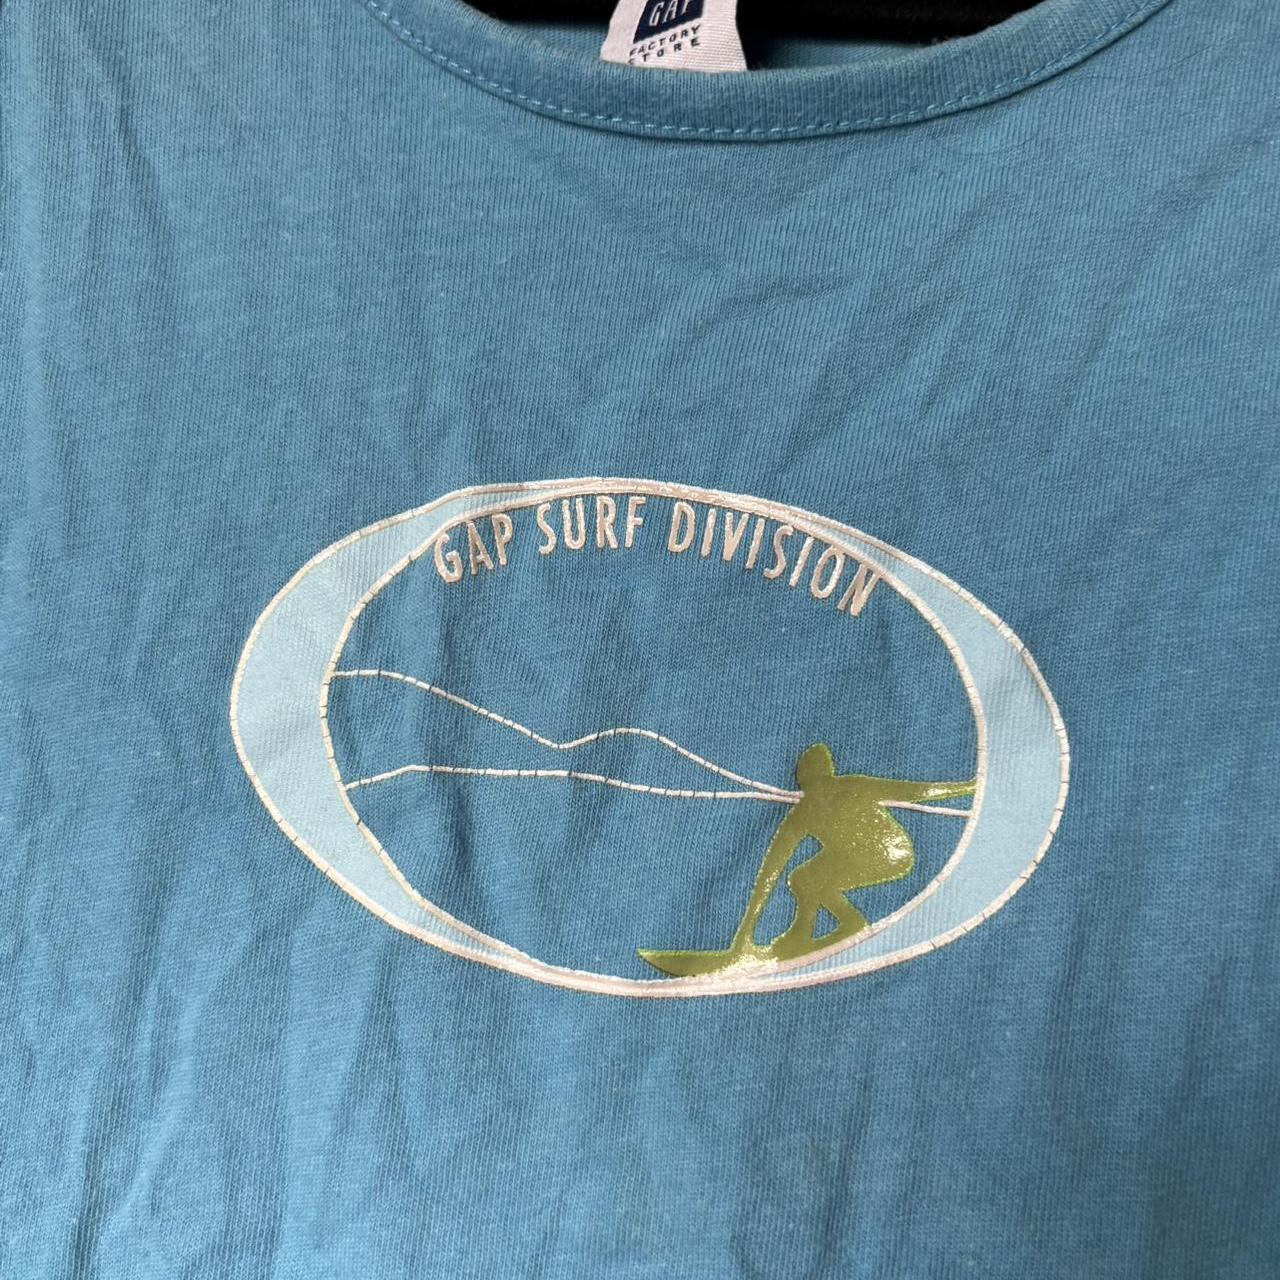 GAP
FACTORY
STORE
GAP SURF DIVISION